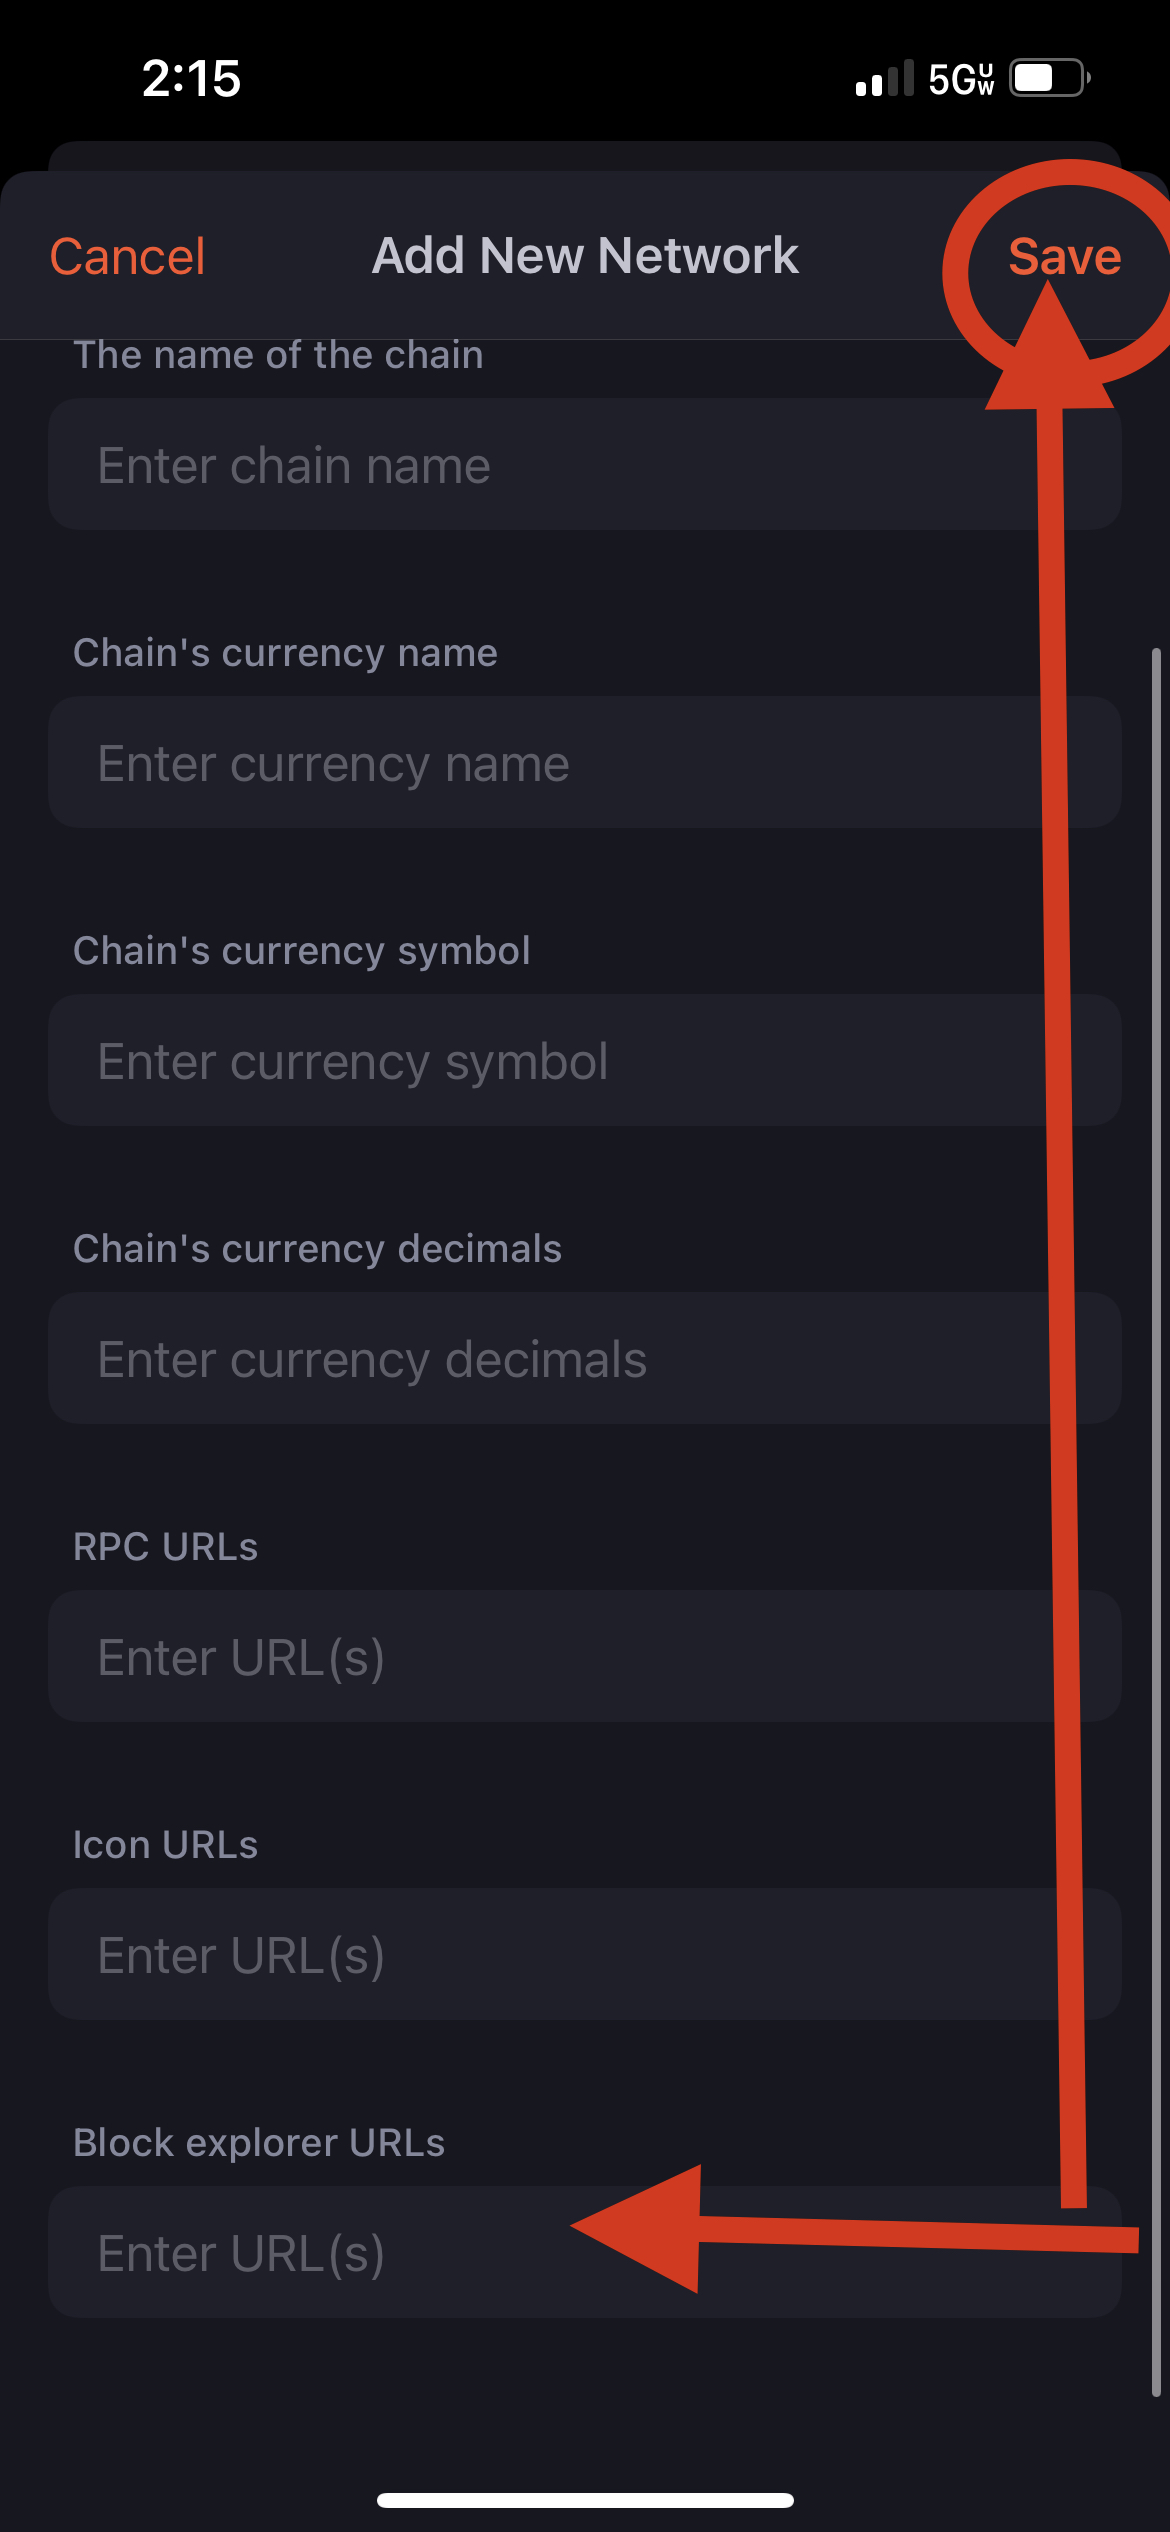 2:15
5G UW
Cancel
Add New Network
Save
The name of the chain
Enter chain name
Chain's currency name
Enter currency name
Chain's currency symbol
Enter currency symbol
Chain's currency decimals
Enter currency decimals
RPC URLs
Enter URL(s)
Icon URLs
Enter URL(s)
Block explorer URLs
Enter URL(s)